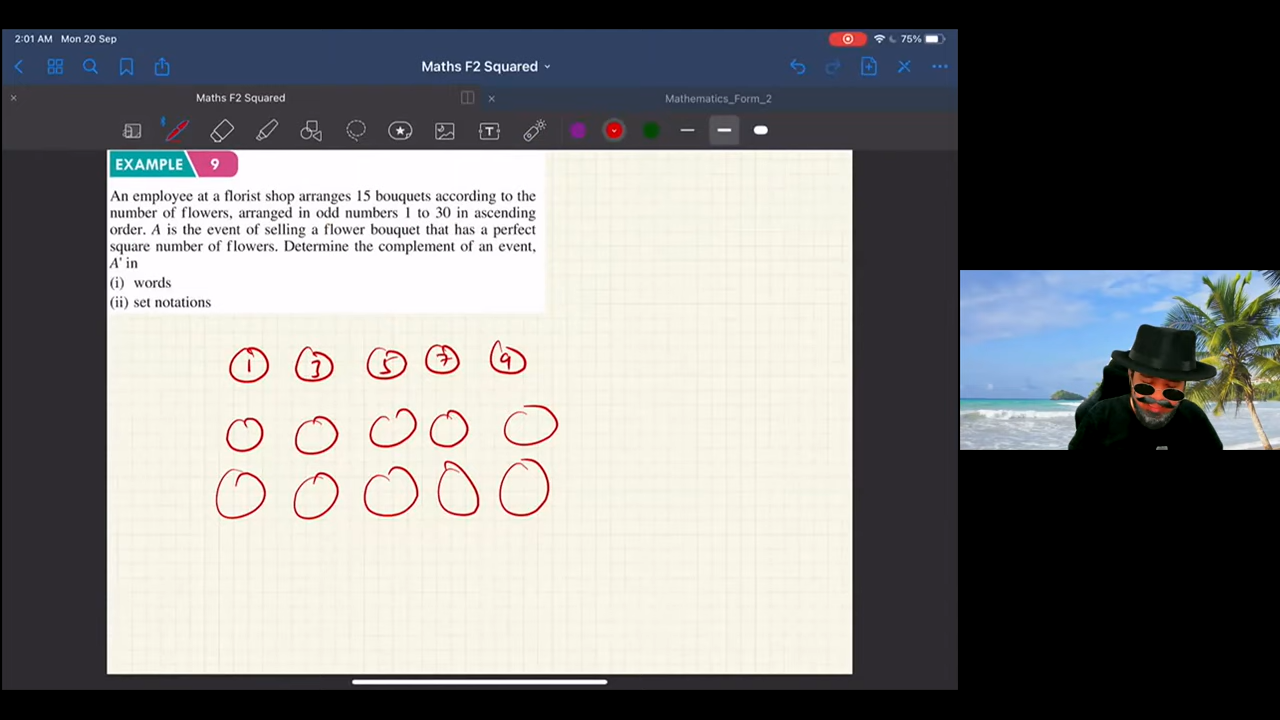 2:01 AM Mon 20 Sep
75%
Maths F2 Squared
Maths F2 Squared
Mathematics_Form_2
EXAMPLE 9
An employee at a florist shop arranges 15 bouquets according to the
number of flowers, arranged in odd numbers 1 to 30 in ascending
order. A is the event of selling a flower bouquet that has a perfect
square number of flowers. Determine the complement of an event,
A' in
(i) words
(ii) set notations
1 3 5 7 9